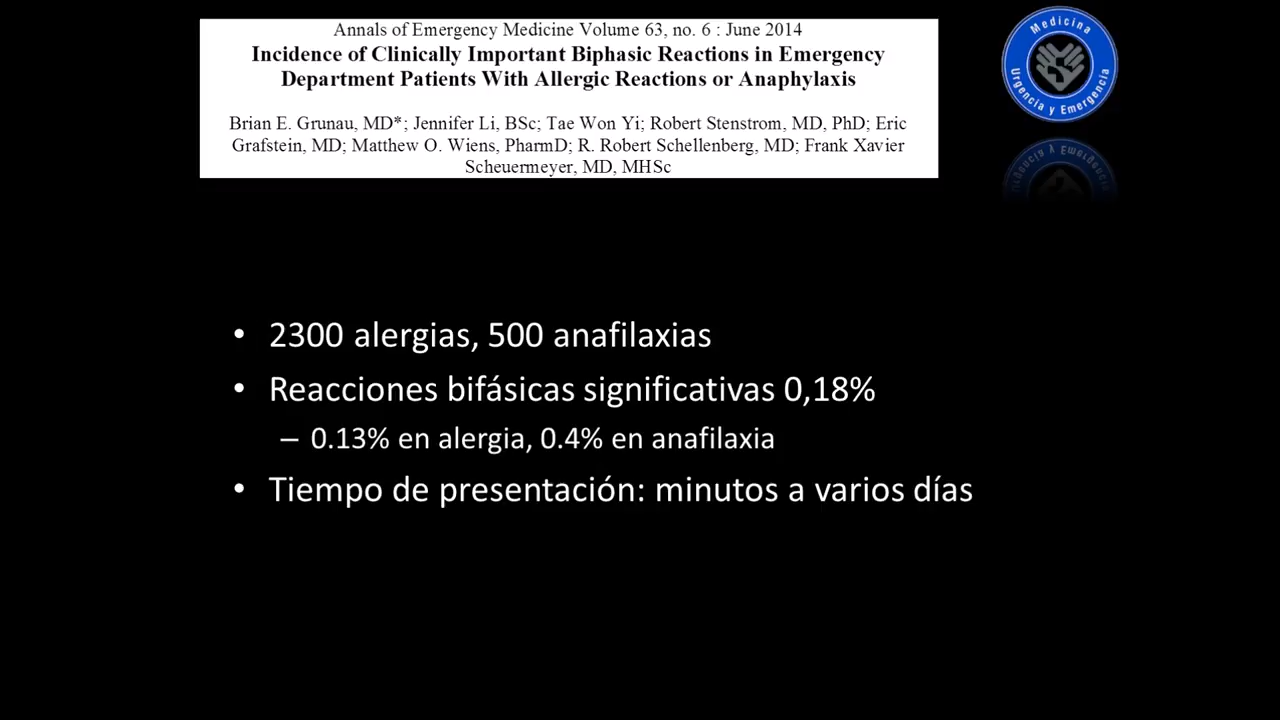 Annals of Emergency Medicine Volume 63, no. 6 : June 2014
Incidence of Clinically Important Biphasic Reactions in Emergency
Department Patients With Allergic Reactions or Anaphylaxis
Brian E. Grunau, MD*; Jennifer Li, BSc; Tae Won Yi; Robert Stenstrom, MD, PhD; Eric
Grafstein, MD; Matthew O. Wiens, PharmD; R. Robert Schellenberg, MD; Frank Xavier
Scheuermeyer, MD, MHSc
Medicina
Urgencia y Emergencia
• 2300 alergias, 500 anafilaxias
• Reacciones bifásicas significativas 0,18%
– 0.13% en alergia, 0.4% en anafilaxia
• Tiempo de presentación: minutos a varios días